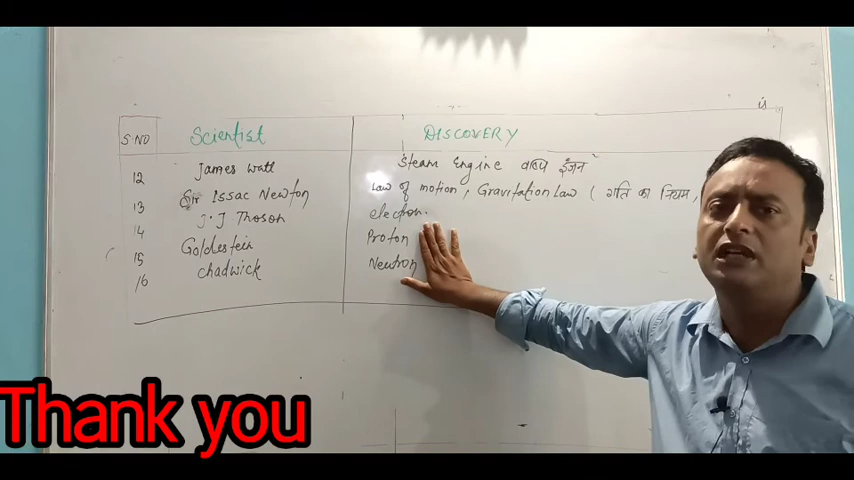 is
S.NO Scientist DISCOVERY
12 James Watt Steam Engine वाष्प इंजन
13 Sir Issac Newton Law of motion, Gravitation Law ( गति का नियम,
14 J.J Thoson electron.
15 Goldestein Proton
16 Chadwick Neutron
Thank you